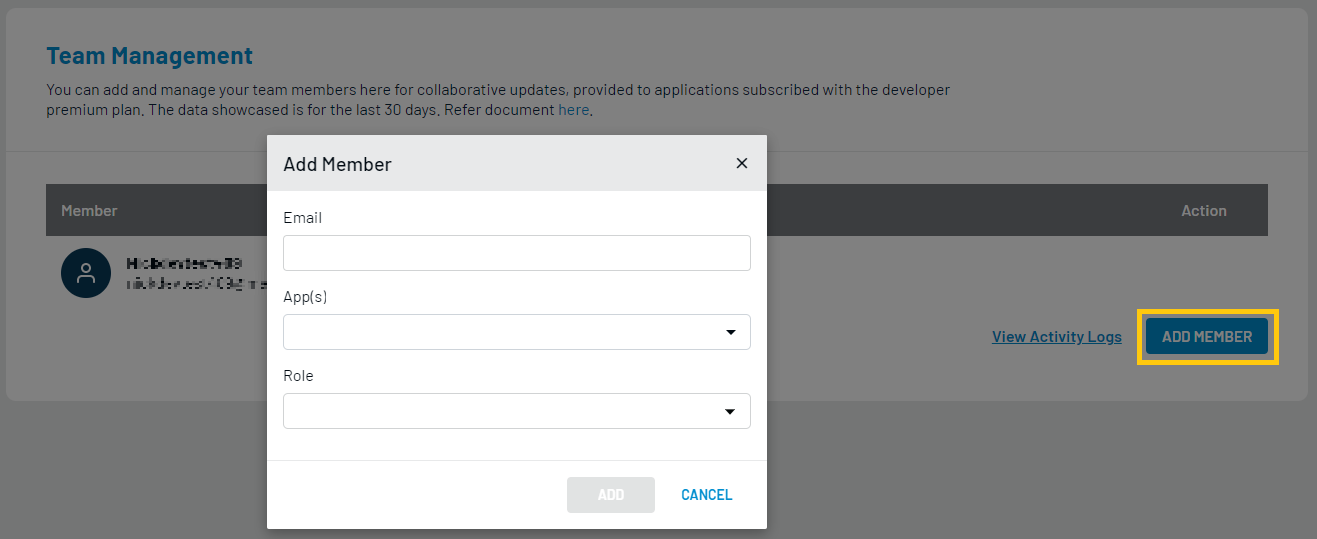 Team Management
You can add and manage your team members here for collaborative updates, provided to applications subscribed with the developer
premium plan. The data showcased is for the last 30 days. Refer document here.
Add Member
Member
Action
Email
App(s)
View Activity Logs
ADD MEMBER
Role
ADD
CANCEL